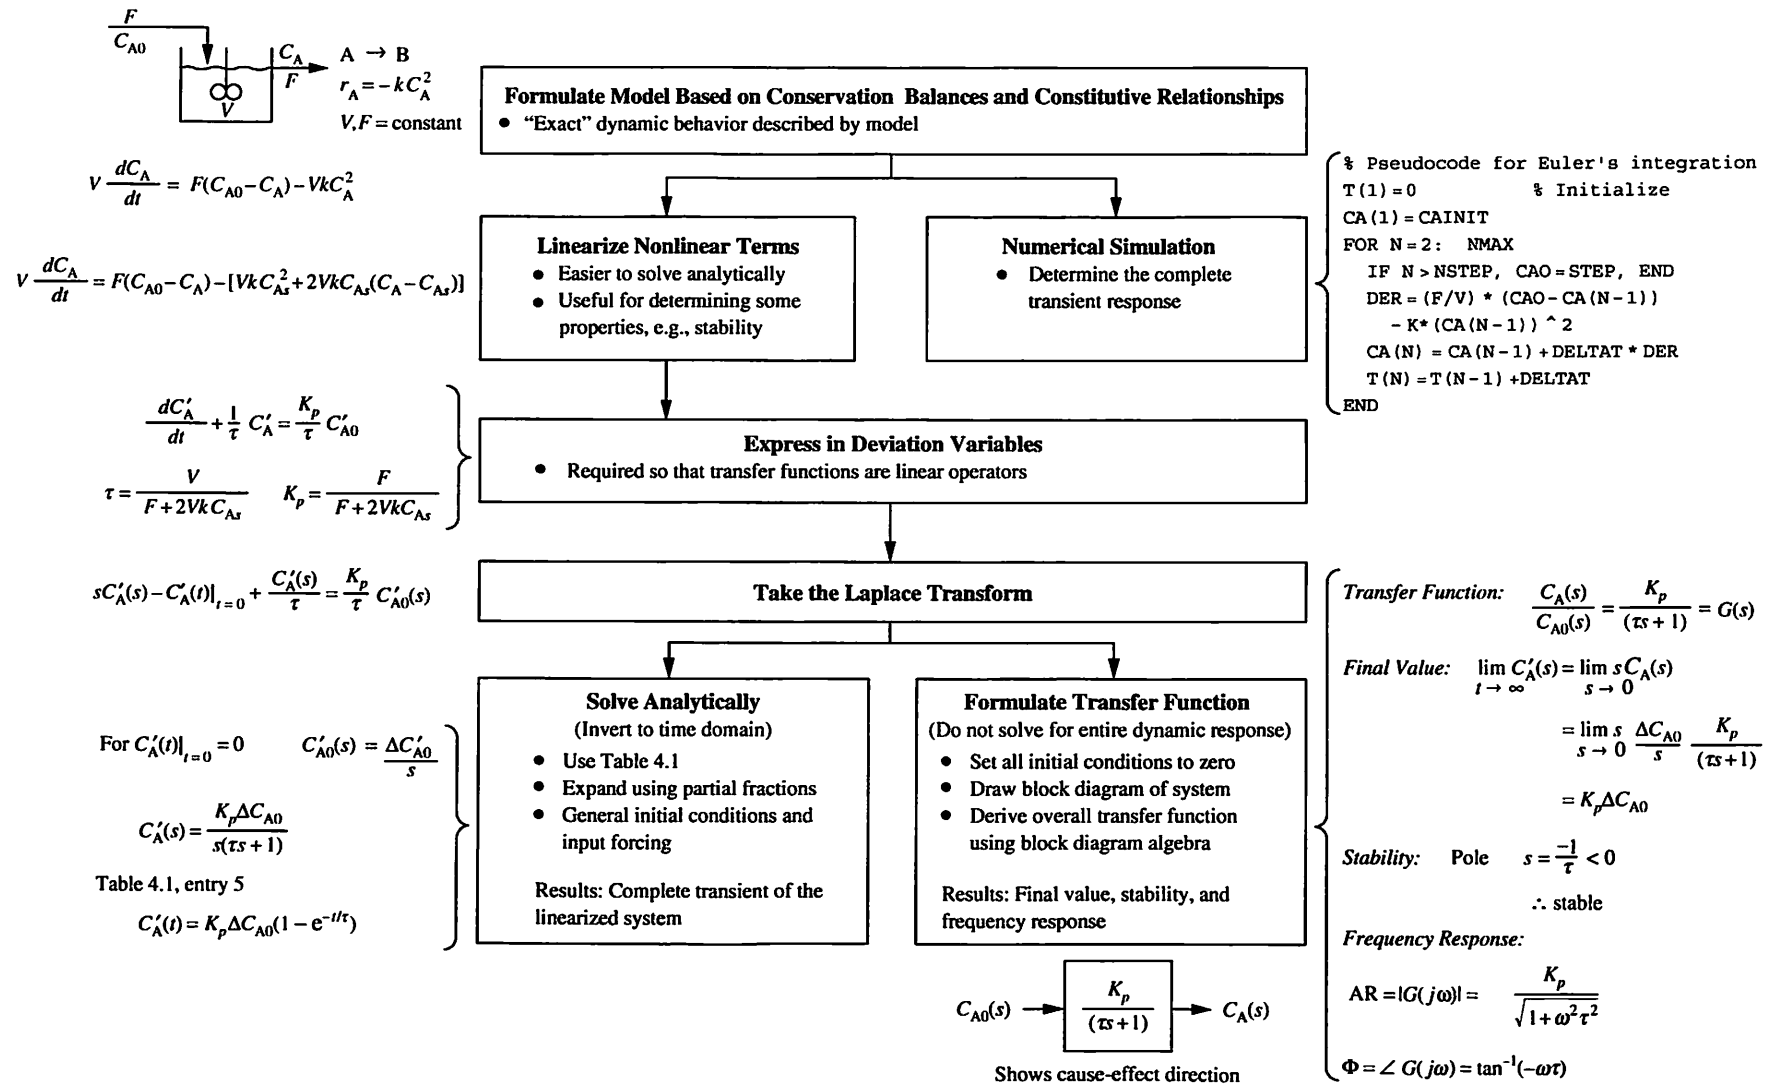 F
C_A0
C_A
F
V
A → B
r_A = −kC_A^2
V, F = constant
Formulate Model Based on Conservation Balances and Constitutive Relationships
• “Exact” dynamic behavior described by model
V dC_A/dt = F(C_A0 − C_A) − VkC_A^2
V dC_A/dt = F(C_A0 − C_A) − [VkC_As^2 + 2VkC_As(C_A − C_As)]
Linearize Nonlinear Terms
• Easier to solve analytically
• Useful for determining some
properties, e.g., stability
Numerical Simulation
• Determine the complete
transient response
% Pseudocode for Euler's integration
T(1)=0 % Initialize
CA(1)=CAINIT
FOR N=2: NMAX
IF N>NSTEP, CAO=STEP, END
DER=(F/V) * (CAO-CA(N-1))
-K*(CA(N-1))^2
CA(N) = CA(N-1)+DELTAT*DER
T(N)=T(N-1)+DELTAT
END
dC′_A/dt + 1/τ C′_A = K_p/τ C′_A0
τ = V/(F + 2VkC_As) K_p = F/(F + 2VkC_As)
Express in Deviation Variables
• Required so that transfer functions are linear operators
sC′_A(s) − C′_A(t)|_t=0 + C′_A(s)/τ = K_p/τ C′_A0(s)
Take the Laplace Transform
Solve Analytically
(Invert to time domain)
• Use Table 4.1
• Expand using partial fractions
• General initial conditions and
input forcing
Results: Complete transient of the
linearized system
For C′_A(t)|_t=0 = 0 C′_A0(s) = ΔC′_A0/s
C′_A(s) = K_pΔC_A0/s(τs + 1)
Table 4.1, entry 5
C′_A(t) = K_pΔC_A0(1 − e^−t/τ)
Formulate Transfer Function
(Do not solve for entire dynamic response)
• Set all initial conditions to zero
• Draw block diagram of system
• Derive overall transfer function
using block diagram algebra
Results: Final value, stability, and
frequency response
C_A0(s) → K_p/(τs+1) → C_A(s)
Shows cause-effect direction
Transfer Function: C_A(s)/C_A0(s) = K_p/(τs + 1) = G(s)
Final Value: lim t → ∞ C′_A(s) = lim s → 0 sC_A(s)
= lim s → 0 s ΔC_A0/s K_p/(τs+1)
= K_pΔC_A0
Stability: Pole s = −1/τ < 0
∴ stable
Frequency Response:
AR = |G(jω)| = K_p/√(1 + ω^2τ^2)
Φ = ∠ G(jω) = tan^−1(−ωτ)